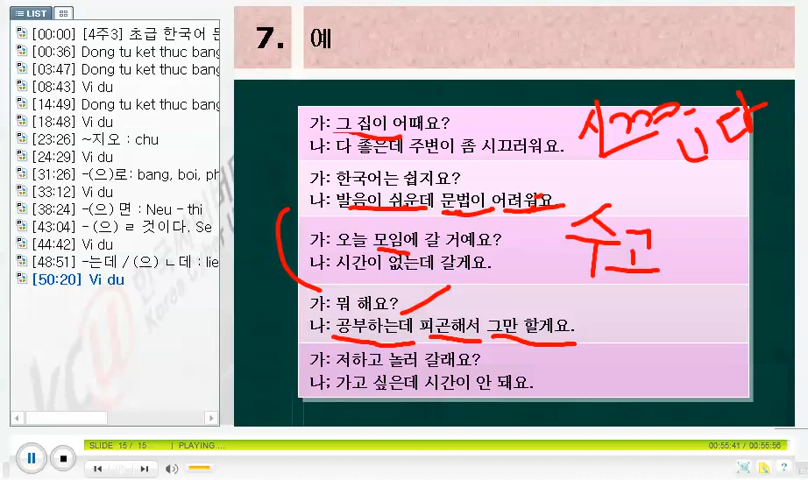 LIST
[00:00] [4주3] 초급 한국어 문
[00:36] Dong tu ket thuc bang
[03:47] Dong tu ket thuc bang
[08:43] Vi du
[14:49] Dong tu ket thuc bang
[18:48] Vi du
[23:26] ~지오 : chu
[24:29] Vi du
[31:26] -(으)로: bang, boi, ph
[33:12] Vi du
[38:24] -(으) 면 : Neu - thi
[43:04] -(으) ㄹ 것이다. Se
[44:42] Vi du
[48:51] -는데 / (으) ㄴ데 : lie
[50:20] Vi du
7. 예
가: 그 집이 어때요?
나: 다 좋은데 주변이 좀 시끄러워요.
가: 한국어는 쉽지요?
나: 발음이 쉬운데 문법이 어려워요.
가: 오늘 모임에 갈 거예요?
나: 시간이 없는데 갈게요.
가: 뭐 해요?
나: 공부하는데 피곤해서 그만 할게요.
가: 저하고 놀러 갈래요?
나; 가고 싶은데 시간이 안 돼요.
수고
SLIDE 15 / 15 | PLAYING ...
00:55:41 / 00:55:56